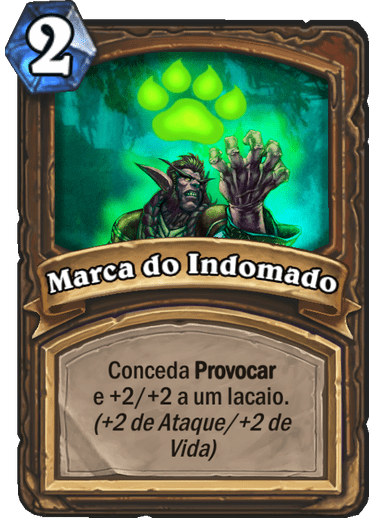 2
Marca do Indomado
Conceda Provocar
e +2/+2 a um lacaio.
(+2 de Ataque/+2 de
Vida)